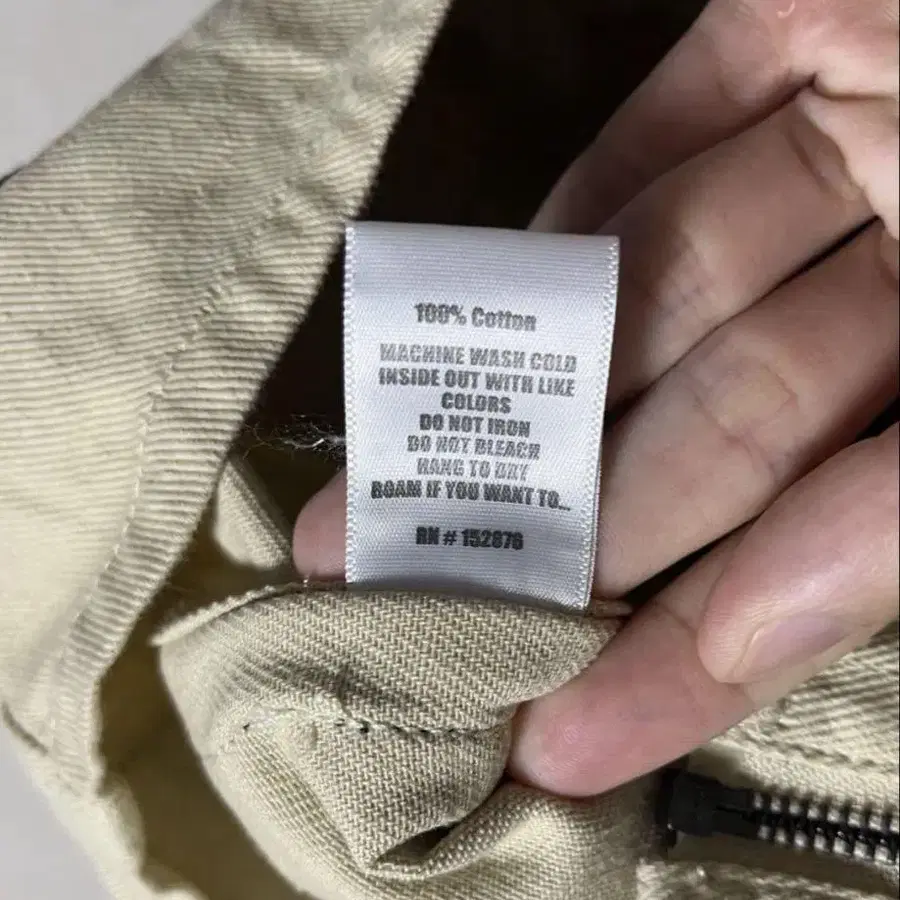 100% Cotton
MACHINE WASH COLD
INSIDE OUT WITH LIKE
COLORS
DO NOT IRON
DO NOT BLEACH
HANG TO DRY
ROAM IF YOU WANT TO...
RN # 152876